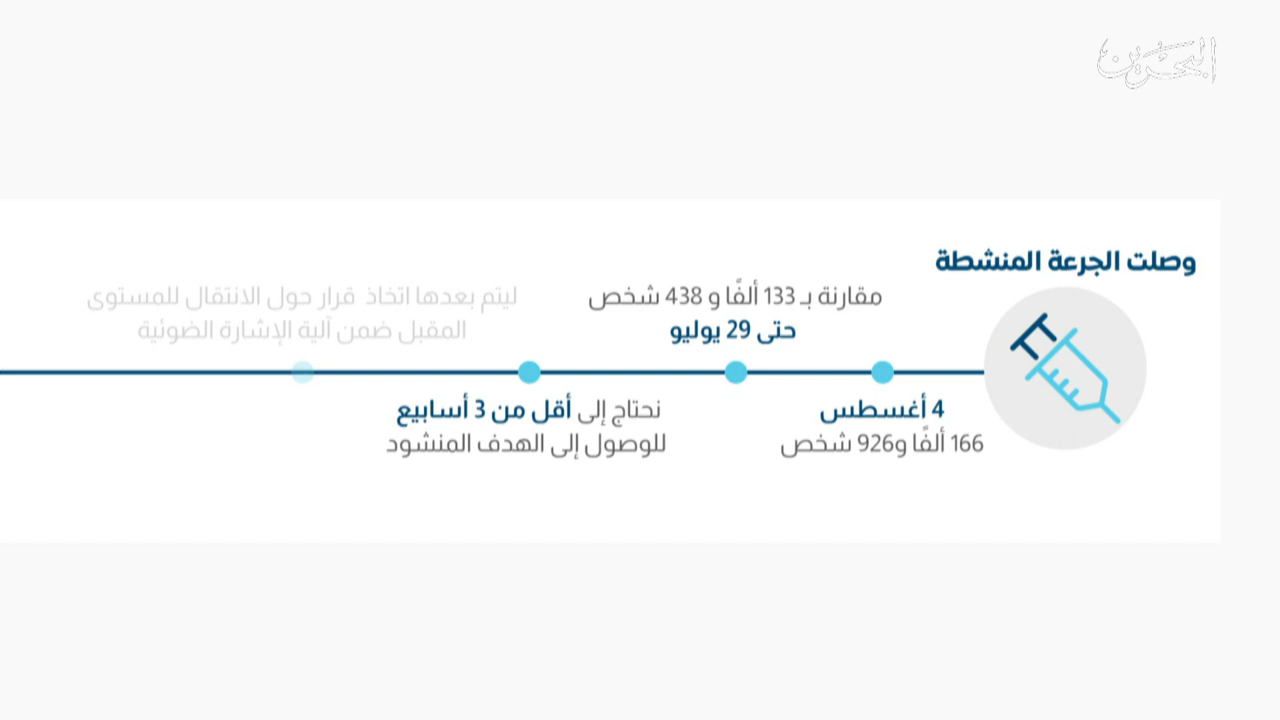 البحرين
وصلت الجرعة المنشطة
4 أغسطس
166 ألفًا و926 شخص
مقارنة بـ 133 ألفًا و 438 شخص
حتى 29 يوليو
نحتاج إلى أقل من 3 أسابيع
للوصول إلى الهدف المنشود
ليتم بعدها اتخاذ قرار حول الانتقال للمستوى
المقبل ضمن آلية الإشارة الضوئية